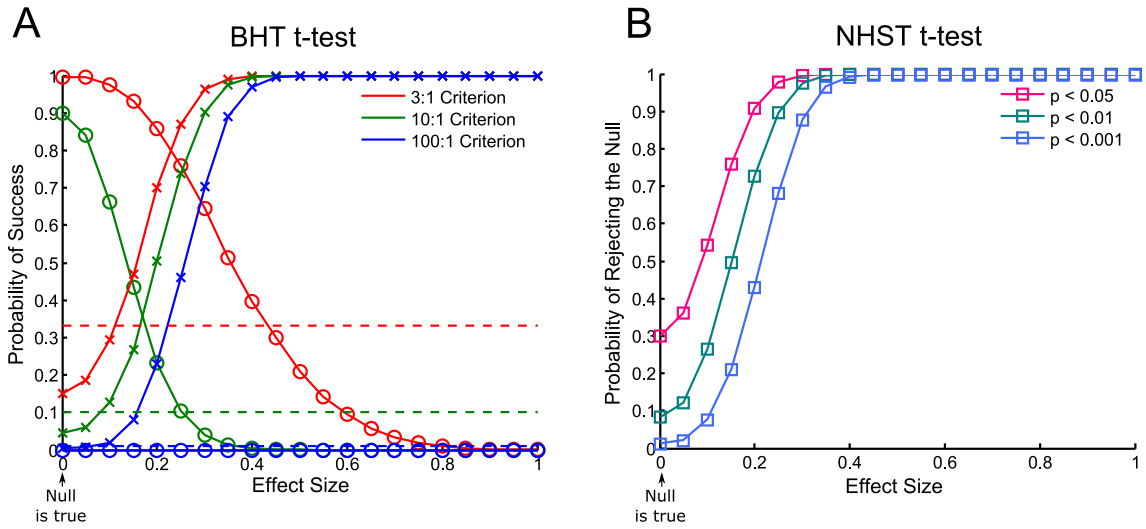 A
BHT t-test
Probability of Success
1
0.9
0.8
0.7
0.6
0.5
0.4
0.3
0.2
0.1
0
0
0.2
0.4
0.6
0.8
1
3:1 Criterion
10:1 Criterion
100:1 Criterion
Effect Size
Null
is true
B
NHST t-test
Probability of Rejecting the Null
1
0.9
0.8
0.7
0.6
0.5
0.4
0.3
0.2
0.1
0
0
0.2
0.4
0.6
0.8
1
p < 0.05
p < 0.01
p < 0.001
Effect Size
Null
is true